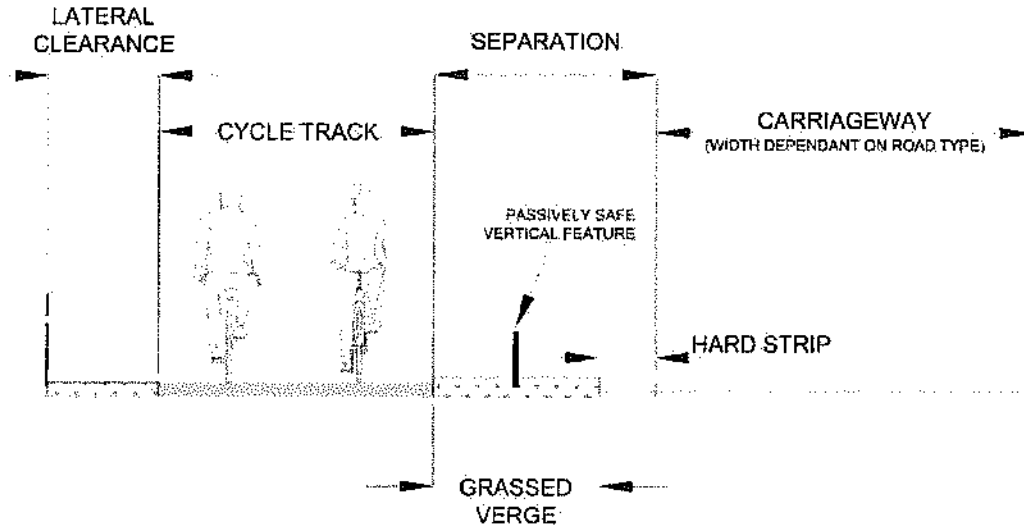 LATERAL
CLEARANCE
SEPARATION
CYCLE TRACK
CARRIAGEWAY
(WIDTH DEPENDANT ON ROAD TYPE)
PASSIVELY SAFE
VERTICAL FEATURE
HARD STRIP
GRASSED
VERGE